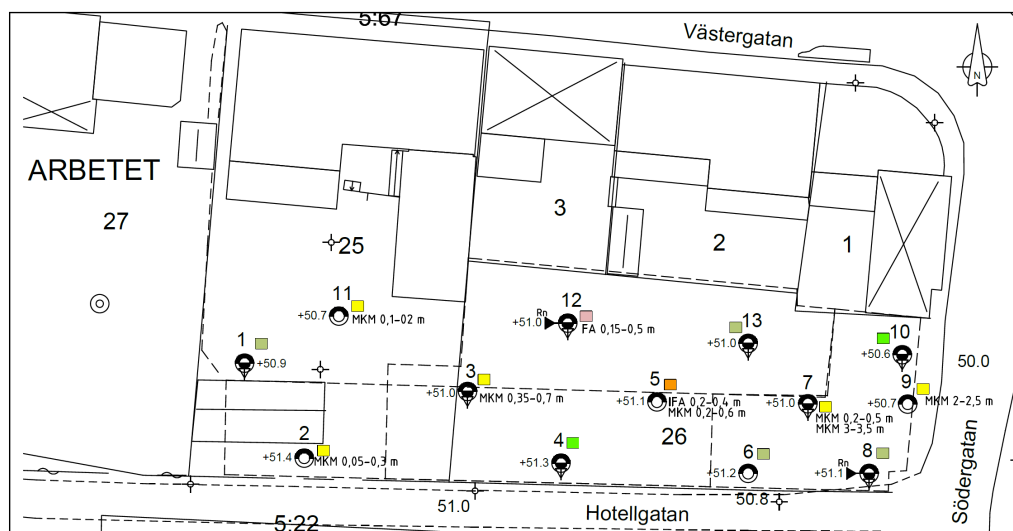 5:67
Västergatan
N
ARBETET
27
25
3
2
1
11
+50.7
MKM 0,1-02 m
12
Rn
+51.0
FA 0,15-0,5 m
13
+51.0
10
+50.6
50.0
1
+50.9
3
+51.0
MKM 0,35-0,7 m
5
+51.1
IFA 0,2-0,4 m
MKM 0,2-0,6 m
7
+51.0
MKM 0,2-0,5 m
MKM 3-3,5 m
9
+50.7
MKM 2-2,5 m
2
+51.4
MKM 0,05-0,3 m
4
+51.3
26
6
+51.2
8
Rn
+51.1
Södergatan
51.0
Hotellgatan
50.8
5:22